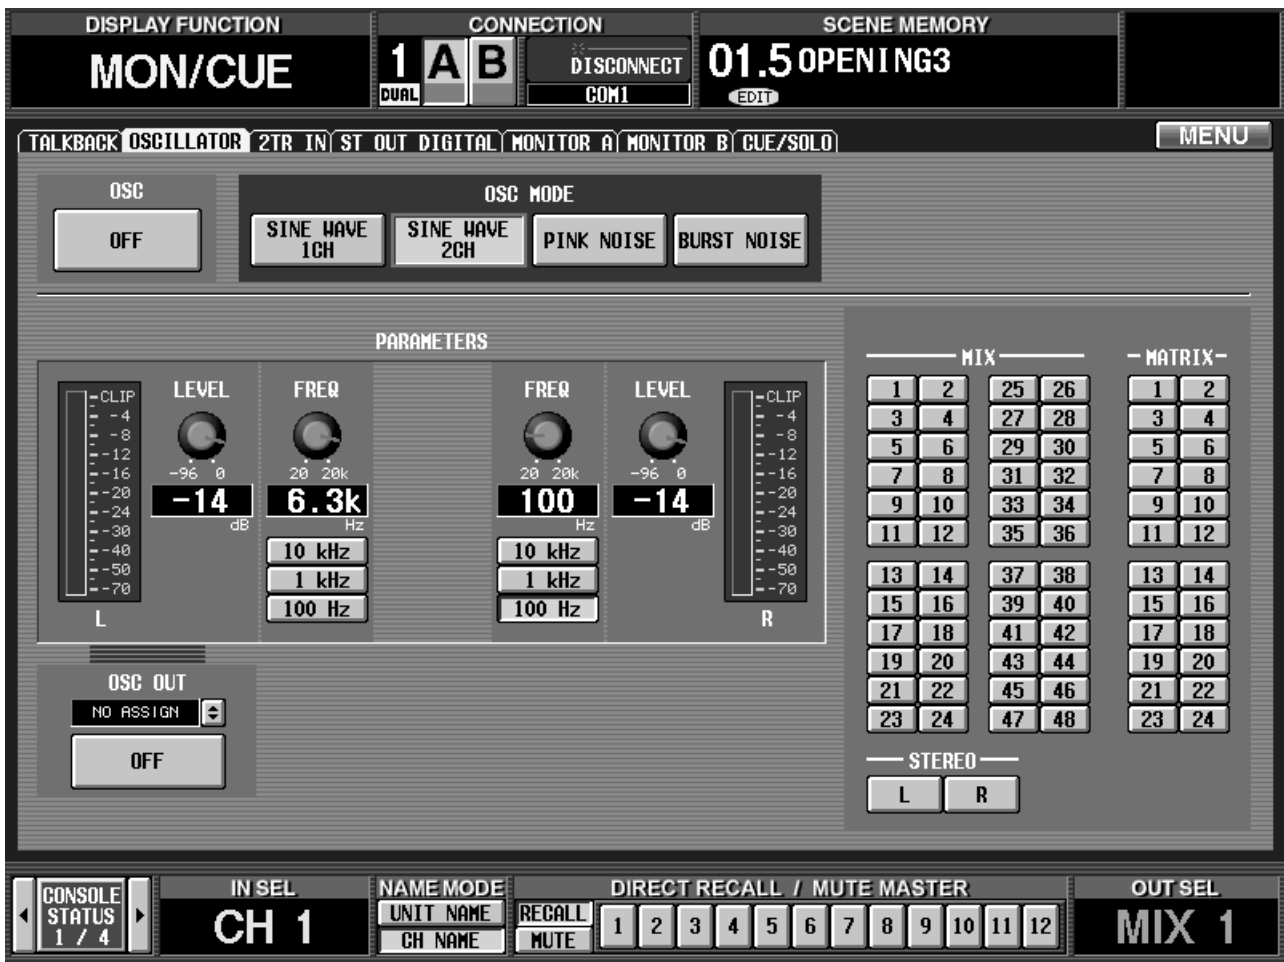 DISPLAY FUNCTION CONNECTION SCENE MEMORY
MON/CUE 1 DUAL A B DISCONNECT COM1 01.5 OPENING3 EDIT
TALKBACK OSCILLATOR 2TR IN ST OUT DIGITAL MONITOR A MONITOR B CUE/SOLO MENU
OSC
OFF
OSC MODE
SINE WAVE 1CH
SINE WAVE 2CH
PINK NOISE
BURST NOISE
PARAMETERS
CLIP
-4
-8
-12
-16
-20
-24
-30
-40
-50
-70
L
LEVEL
-96 0
-14
dB
FREQ
20 20k
6.3k
Hz
10 kHz
1 kHz
100 Hz
FREQ
20 20k
100
Hz
10 kHz
1 kHz
100 Hz
LEVEL
-96 0
-14
dB
CLIP
-4
-8
-12
-16
-20
-24
-30
-40
-50
-70
R
OSC OUT
NO ASSIGN
OFF
MIX MATRIX
1 2 25 26 1 2
3 4 27 28 3 4
5 6 29 30 5 6
7 8 31 32 7 8
9 10 33 34 9 10
11 12 35 36 11 12
13 14 37 38 13 14
15 16 39 40 15 16
17 18 41 42 17 18
19 20 43 44 19 20
21 22 45 46 21 22
23 24 47 48 23 24
STEREO
L R
CONSOLE STATUS 1 / 4
IN SEL
CH 1
NAME MODE
UNIT NAME
CH NAME
DIRECT RECALL / MUTE MASTER
RECALL
MUTE
1 2 3 4 5 6 7 8 9 10 11 12
OUT SEL
MIX 1